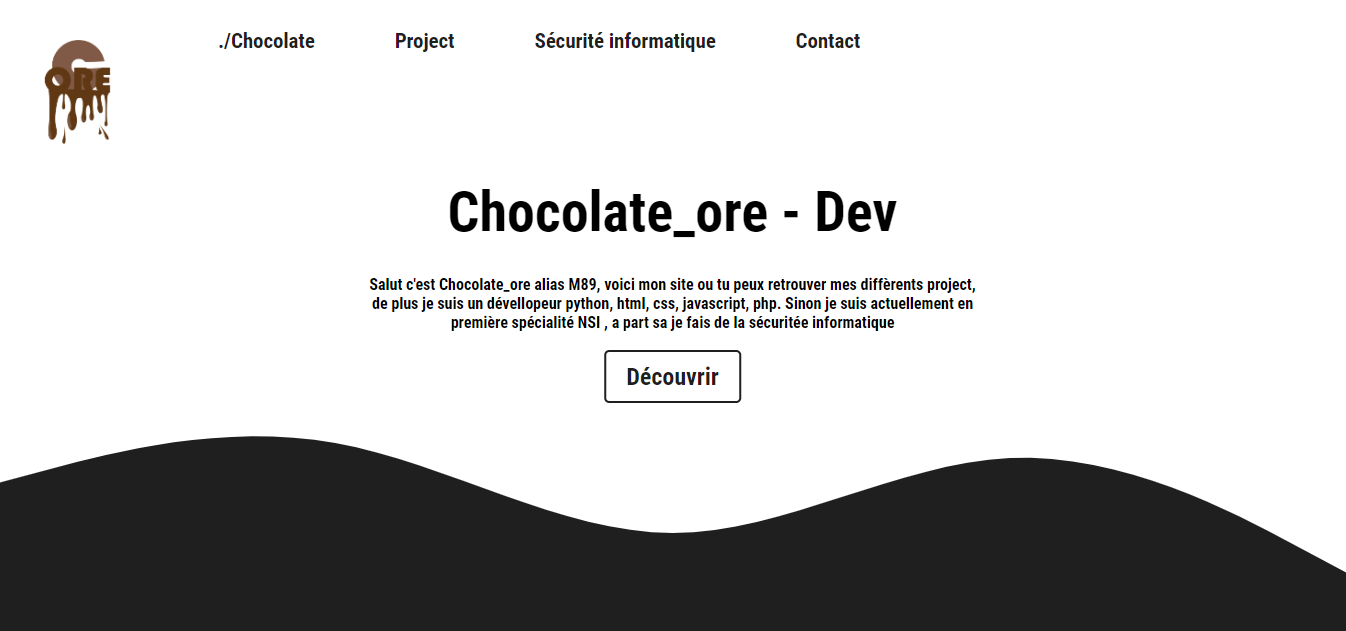 ORE
./Chocolate Project Sécurité informatique Contact
Chocolate_ore - Dev
Salut c'est Chocolate_ore alias M89, voici mon site ou tu peux retrouver mes diffèrents project,
de plus je suis un dévellopeur python, html, css, javascript, php. Sinon je suis actuellement en
première spécialité NSI , a part sa je fais de la sécuritée informatique
Découvrir